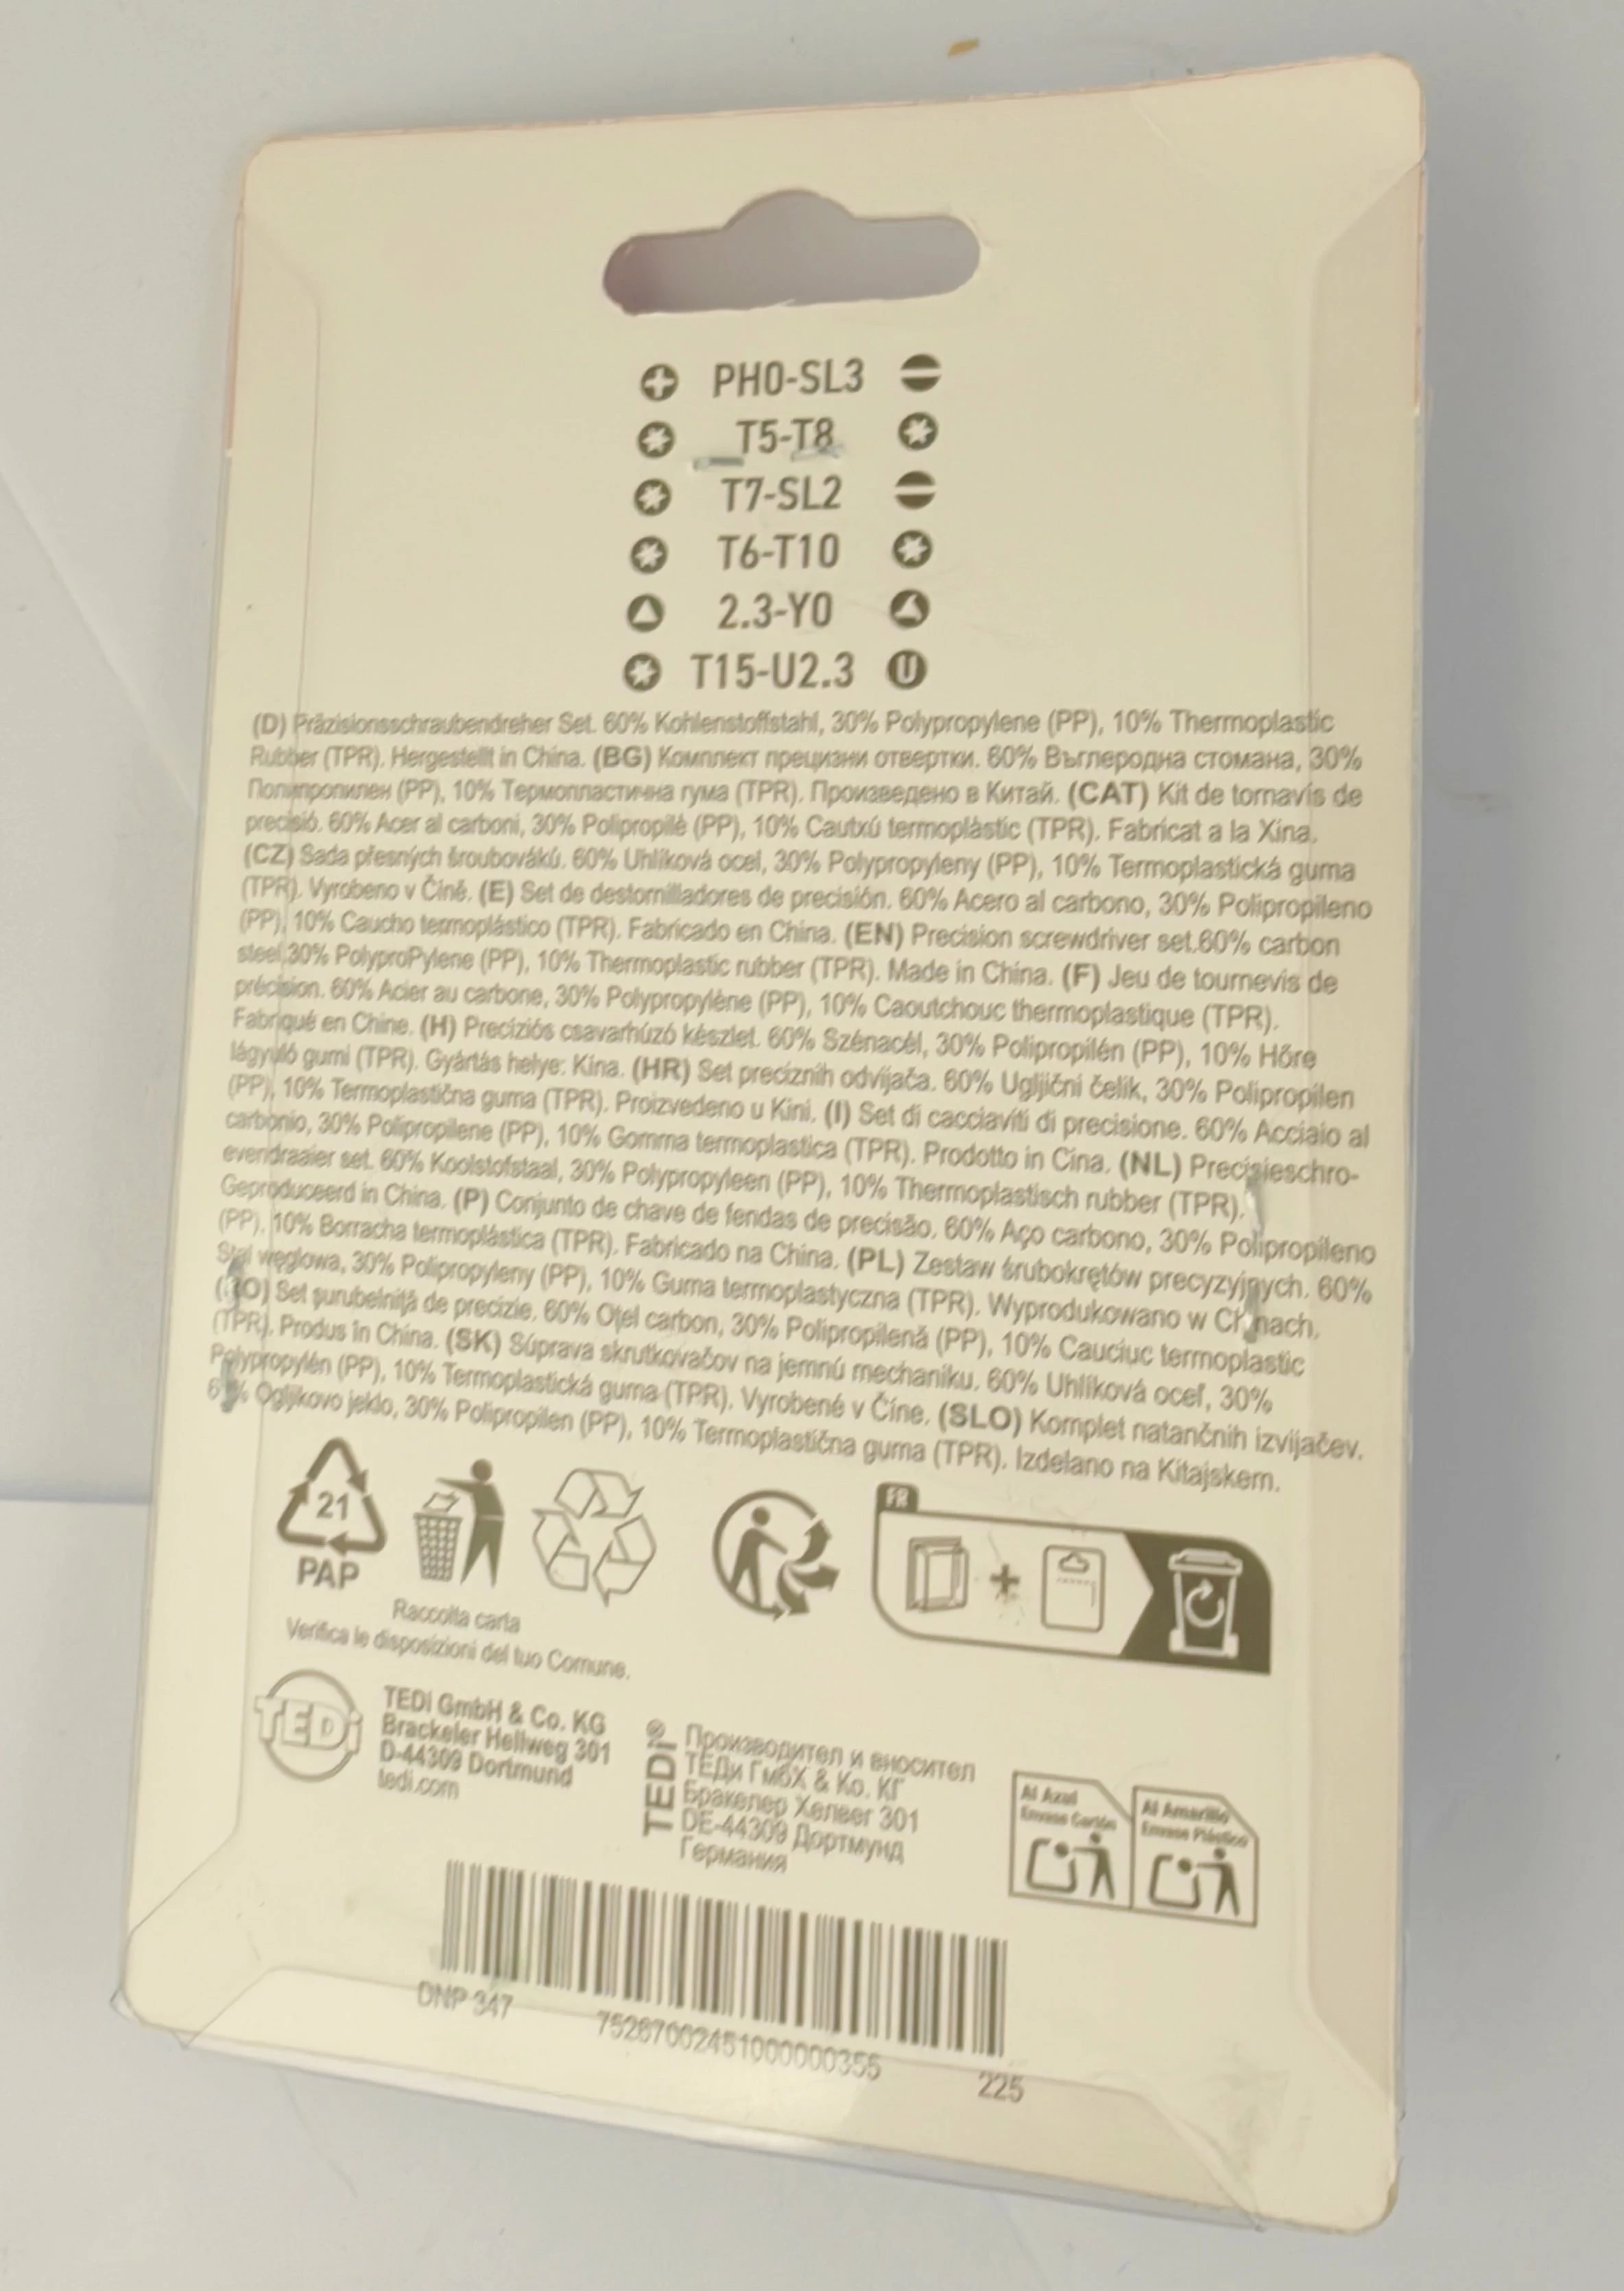 PH0-SL3
T5-T8
T7-SL2
T6-T10
2.3-Y0
T15-U2.3 U
(D) Präzisionsschraubendreher Set. 60% Kohlenstoffstahl, 30% Polypropylene (PP), 10% Thermoplastic
Rubber (TPR). Hergestellt in China. (BG) Комплект прецизни отвертки. 60% Въглеродна стомана, 30%
Полипропилен (PP), 10% Термопластична гума (TPR). Произведено в Китай. (CAT) Kit de tornavis de
precisió. 60% Acer al carboni, 30% Polipropilè (PP), 10% Cautxú termoplàstic (TPR). Fabricat a la Xina.
(CZ) Sada přesných šroubováků. 60% Uhlíková ocel, 30% Polypropyleny (PP), 10% Termoplastická guma
(TPR). Vyrobeno v Číně. (E) Set de destornilladores de precisión. 60% Acero al carbono, 30% Polipropileno
(PP), 10% Caucho termoplástico (TPR). Fabricado en China. (EN) Precision screwdriver set.60% carbon
steel,30% PolyproPylene (PP), 10% Thermoplastic rubber (TPR). Made in China. (F) Jeu de tournevis de
précision. 60% Acier au carbone, 30% Polypropylène (PP), 10% Caoutchouc thermoplastique (TPR).
Fabriqué en Chine. (H) Precíziós csavarhúzó készlet. 60% Szénacél, 30% Polipropilén (PP), 10% Hőre
lágyuló gumi (TPR). Gyártás helye: Kína. (HR) Set preciznih odvijača. 60% Ugljični čelik, 30% Polipropilen
(PP), 10% Termoplastična guma (TPR). Proizvedeno u Kini. (I) Set di cacciaviti di precisione. 60% Acciaio al
carbonio, 30% Polipropilene (PP), 10% Gomma termoplastica (TPR). Prodotto in Cina. (NL) Precisieschro-
evendraaier set. 60% Koolstofstaal, 30% Polypropyleen (PP), 10% Thermoplastisch rubber (TPR).
Geproduceerd in China. (P) Conjunto de chave de fendas de precisão. 60% Aço carbono, 30% Polipropileno
(PP), 10% Borracha termoplástica (TPR). Fabricado na China. (PL) Zestaw śrubokrętów precyzyjnych. 60%
Stal węglowa, 30% Polipropyleny (PP), 10% Guma termoplastyczna (TPR). Wyprodukowano w Chinach.
(RO) Set şurubelniţă de precizie. 60% Oţel carbon, 30% Polipropilenă (PP), 10% Cauciuc termoplastic
(TPR). Produs în China. (SK) Súprava skrutkovačov na jemnú mechaniku. 60% Uhlíková oceľ, 30%
Polypropylén (PP), 10% Termoplastická guma (TPR). Vyrobené v Číne. (SLO) Komplet natančnih izvijačev.
60% Ogljikovo jeklo, 30% Polipropilen (PP), 10% Termoplastična guma (TPR). Izdelano na Kitajskem.
21
PAP
Raccolta carta
Verifica le disposizioni del tuo Comune.
FR
TEDi
TEDi GmbH & Co. KG
Brackeler Hellweg 301
D-44309 Dortmund
tedi.com
TEDi®
Производител и вносител
ТЕДи ГмбХ & Ко. КГ
Бракелер Хелвег 301
DE-44309 Дортмунд
Германия
Al Azul
Envase Cartón
Al Amarillo
Envase Plástico
DNP 347
75267002451000000355
225